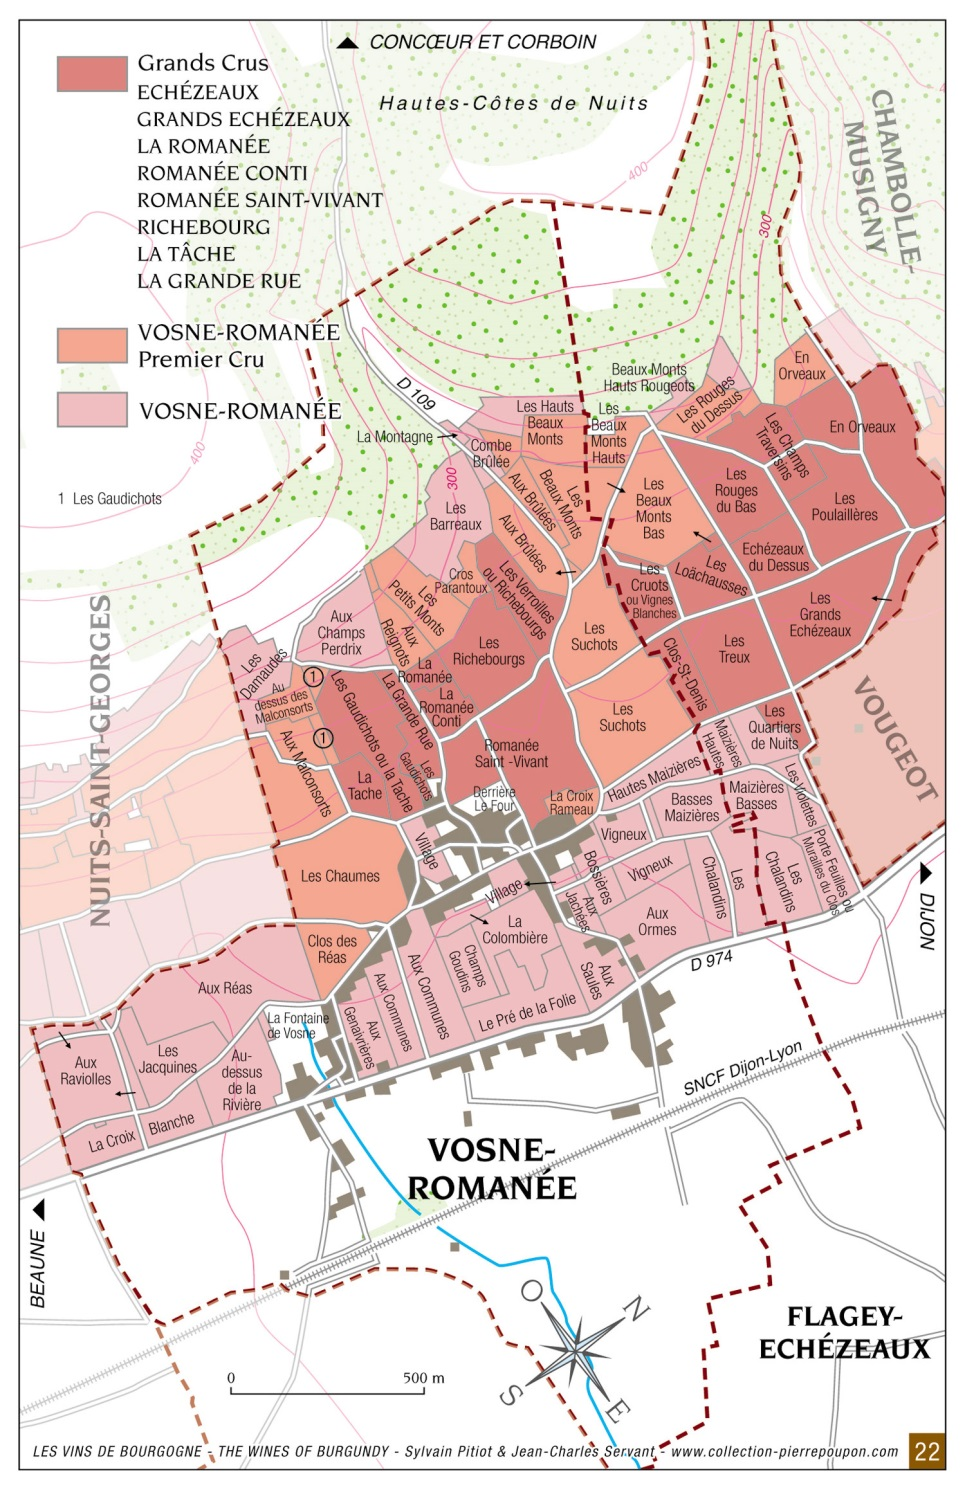 CONCŒUR ET CORBOIN
Hautes-Côtes de Nuits
Grands Crus
ECHÉZEAUX
GRANDS ECHÉZEAUX
LA ROMANÉE
ROMANÉE CONTI
ROMANÉE SAINT-VIVANT
RICHEBOURG
LA TÂCHE
LA GRANDE RUE
VOSNE-ROMANÉE
Premier Cru
VOSNE-ROMANÉE
1 Les Gaudichots
CHAMBOLLE-
MUSIGNY
400
300
400
300
D 109
Beaux Monts
Hauts Rougeots
En
Orveaux
Les Rouges
du Dessus
Les Hauts
Beaux
Monts
Les
Beaux
Monts
Hauts
La Montagne
Combe
Brûlée
En Orveaux
Les Champs
Traversins
Les
Barreaux
Aux Brûlées
Les
Beaux Monts
Les
Beaux
Monts
Bas
Les
Rouges
du Bas
Les
Poulaillères
Aux Brûlées
Echézeaux
du Dessus
Les
Loächausses
Cros
Parantoux
Les Verroilles
ou Richebourgs
Les
Cruots
ou Vignes
Blanches
Les
Grands
Echézeaux
Les
Petits Monts
Aux
Reignots
Aux
Champs
Perdrix
Les
Suchots
Les
Richebourgs
Les
Treux
Clos-St-Denis
Les
Damaudes
1
La
Romanée
La
Romanée
Conti
La Grande Rue
Les Gaudichots ou la Tache
Au
dessus des
Malconsorts
1
Aux Malconsorts
Les
Suchots
Les
Quartiers
de Nuits
VOUGEOT
NUITS-SAINT-GEORGES
Romanée
Saint -Vivant
Les
Gaudichots
La
Tache
Maizières
Hautes
Hautes Maizières
Les Violettes
Derrière
Le Four
La Croix
Rameau
Basses
Maizières
Maizières
Basses
Vigneux
Village
Porte Feuilles ou
Murailles du Clos
Les Chaumes
Bossières
Vigneux
Les
Chalandins
Les
Chalandins
Village
Aux
Jachées
Aux
Ormes
La
Colombière
DIJON
Clos des
Réas
Champs
Goudins
D 974
Aux Communes
Aux Communes
Aux
Saules
Aux Réas
Le Pré de la Folie
La Fontaine
de Vosne
Aux
Genaivrières
Aux
Raviolles
Les
Jacquines
Au-
dessus
de la
Rivière
La Croix Blanche
SNCF Dijon-Lyon
VOSNE-
ROMANÉE
BEAUNE
FLAGEY-
ECHÉZEAUX
O
N
S
E
0
500 m
LES VINS DE BOURGOGNE - THE WINES OF BURGUNDY - Sylvain Pitiot & Jean-Charles Servant - www.collection-pierrepoupon.com
22